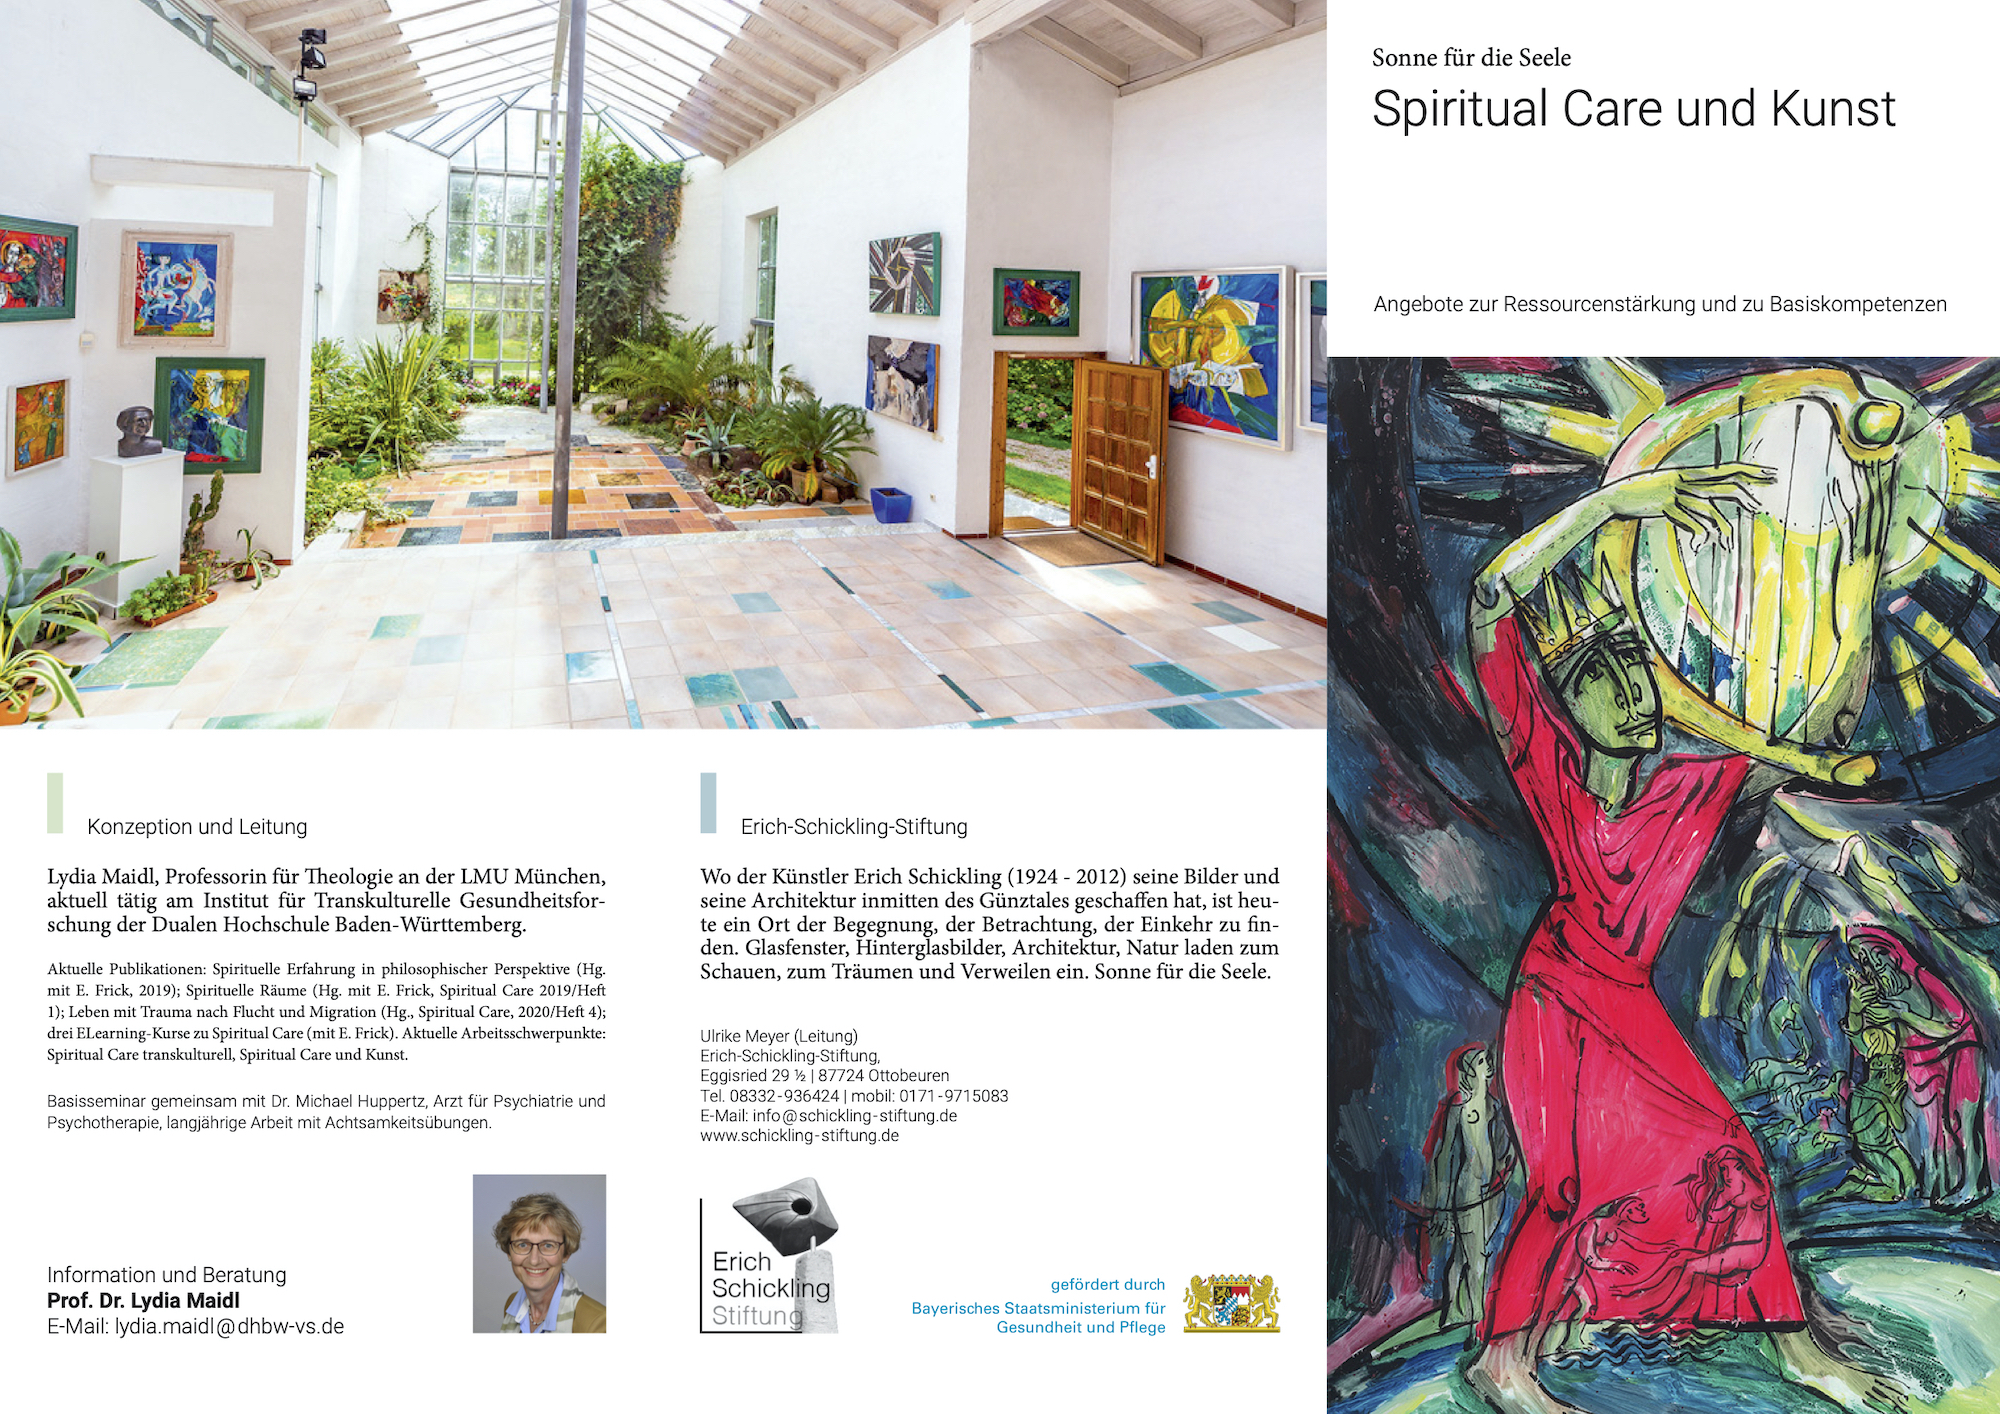 Sonne für die Seele
Spiritual Care und Kunst
Angebote zur Ressourcenstärkung und zu Basiskompetenzen
Konzeption und Leitung
Lydia Maidl, Professorin für Theologie an der LMU München,
aktuell tätig am Institut für Transkulturelle Gesundheitsfor-
schung der Dualen Hochschule Baden-Württemberg.
Aktuelle Publikationen: Spirituelle Erfahrung in philosophischer Perspektive (Hg.
mit E. Frick, 2019); Spirituelle Räume (Hg. mit E. Frick, Spiritual Care 2019/Heft
1); Leben mit Trauma nach Flucht und Migration (Hg., Spiritual Care, 2020/Heft 4);
drei ELearning-Kurse zu Spiritual Care (mit E. Frick). Aktuelle Arbeitsschwerpunkte:
Spiritual Care transkulturell, Spiritual Care und Kunst.
Basisseminar gemeinsam mit Dr. Michael Huppertz, Arzt für Psychiatrie und
Psychotherapie, langjährige Arbeit mit Achtsamkeitsübungen.
Information und Beratung
Prof. Dr. Lydia Maidl
E-Mail: lydia.maidl@dhbw-vs.de
Erich-Schickling-Stiftung
Wo der Künstler Erich Schickling (1924 - 2012) seine Bilder und
seine Architektur inmitten des Günztales geschaffen hat, ist heu-
te ein Ort der Begegnung, der Betrachtung, der Einkehr zu fin-
den. Glasfenster, Hinterglasbilder, Architektur, Natur laden zum
Schauen, zum Träumen und Verweilen ein. Sonne für die Seele.
Ulrike Meyer (Leitung)
Erich-Schickling-Stiftung,
Eggisried 29 ½ | 87724 Ottobeuren
Tel. 08332-936424 | mobil: 0171-9715083
E-Mail: info@schickling-stiftung.de
www.schickling-stiftung.de
Erich
Schickling
Stiftung
gefördert durch
Bayerisches Staatsministerium für
Gesundheit und Pflege